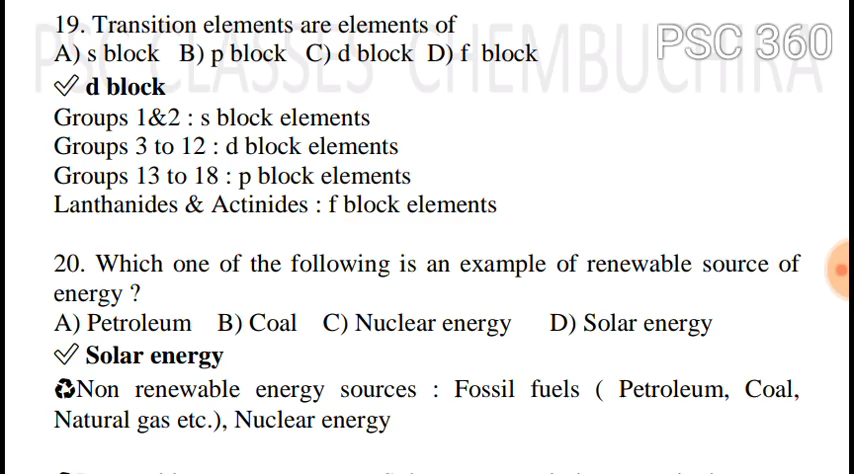 19. Transition elements are elements of
A) s block B) p block C) d block D) f block
PSC 360
PSC CLASSES CHEMBUCHIRA
✓ d block
Groups 1&2 : s block elements
Groups 3 to 12 : d block elements
Groups 13 to 18 : p block elements
Lanthanides & Actinides : f block elements
20. Which one of the following is an example of renewable source of
energy ?
A) Petroleum B) Coal C) Nuclear energy D) Solar energy
✓ Solar energy
♻Non renewable energy sources : Fossil fuels ( Petroleum, Coal,
Natural gas etc.), Nuclear energy